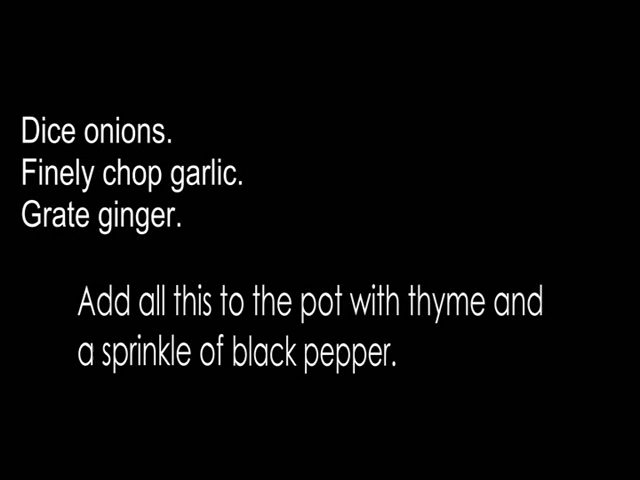 Dice onions.
Finely chop garlic.
Grate ginger.
Add all this to the pot with thyme and
a sprinkle of black pepper.